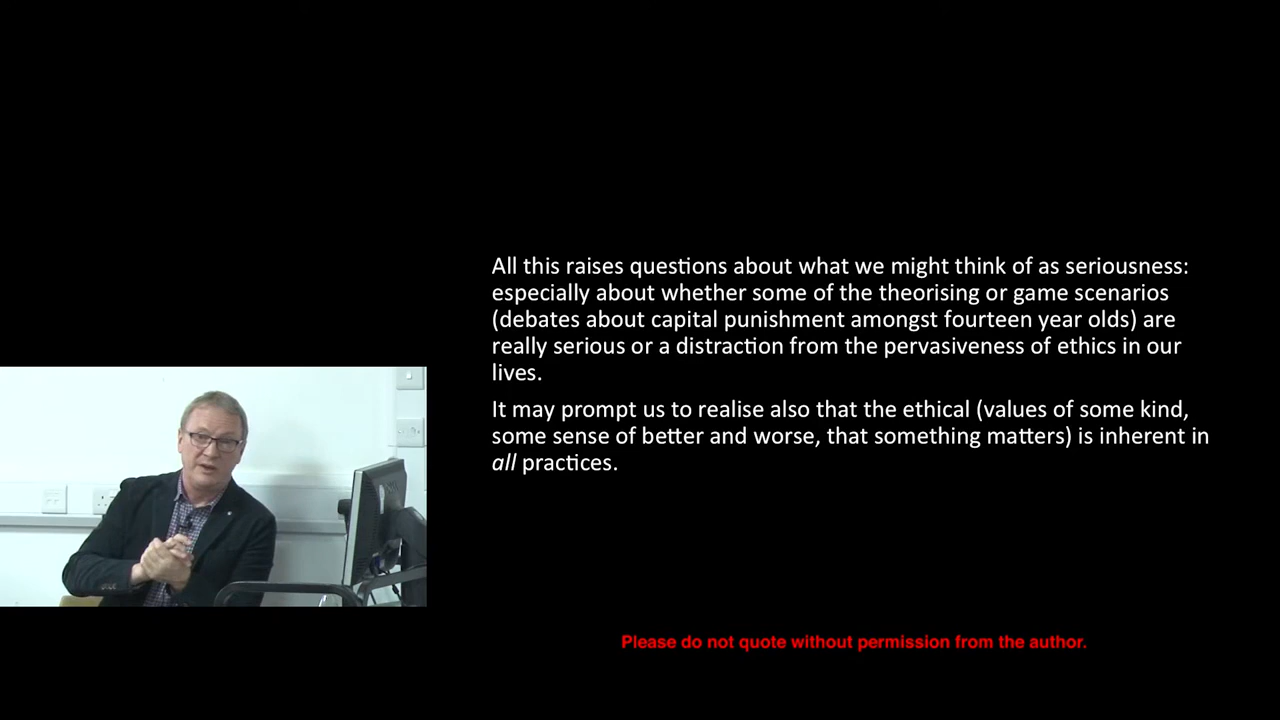 All this raises questions about what we might think of as seriousness:
especially about whether some of the theorising or game scenarios
(debates about capital punishment amongst fourteen year olds) are
really serious or a distraction from the pervasiveness of ethics in our
lives.
It may prompt us to realise also that the ethical (values of some kind,
some sense of better and worse, that something matters) is inherent in
all practices.
Please do not quote without permission from the author.